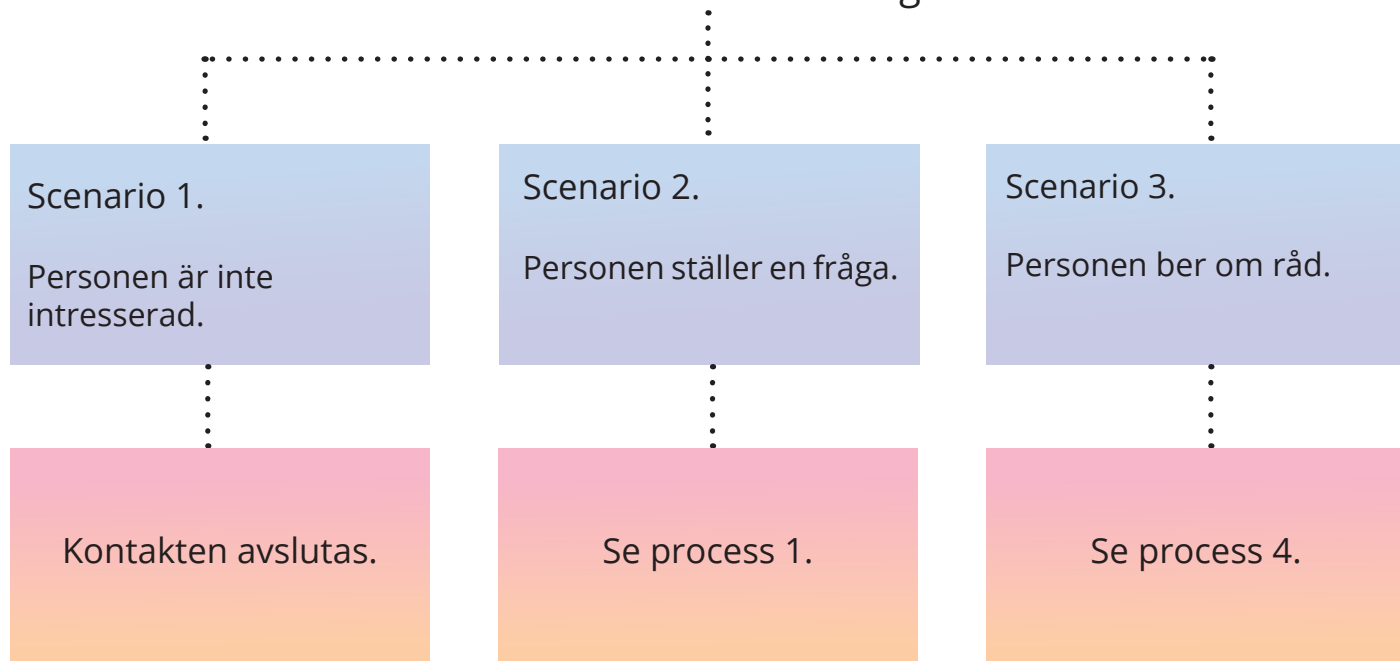 Scenario 1.
Personen är inte
intresserad.
Scenario 2.
Personen ställer en fråga.
Scenario 3.
Personen ber om råd.
Kontakten avslutas.
Se process 1.
Se process 4.